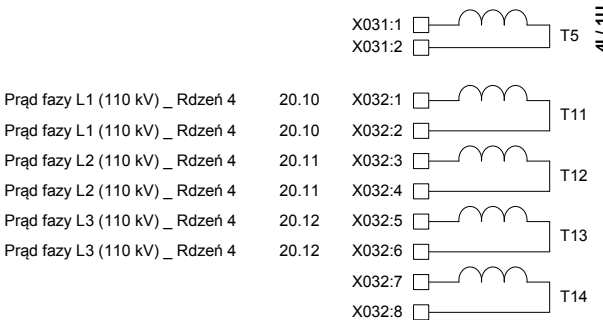 X031:1
X031:2
T5
4I / 1U
Prąd fazy L1 (110 kV) _ Rdzeń 4 20.10 X032:1
T11
Prąd fazy L1 (110 kV) _ Rdzeń 4 20.10 X032:2
Prąd fazy L2 (110 kV) _ Rdzeń 4 20.11 X032:3
T12
Prąd fazy L2 (110 kV) _ Rdzeń 4 20.11 X032:4
Prąd fazy L3 (110 kV) _ Rdzeń 4 20.12 X032:5
T13
Prąd fazy L3 (110 kV) _ Rdzeń 4 20.12 X032:6
X032:7
T14
X032:8